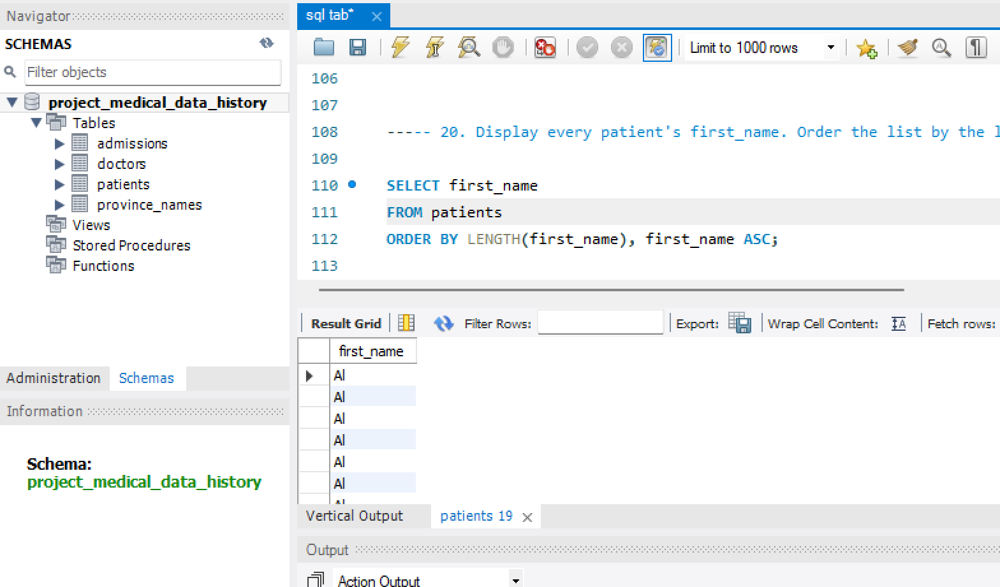 Navigator
SCHEMAS
Filter objects
project_medical_data_history
Tables
admissions
doctors
patients
province_names
Views
Stored Procedures
Functions
Administration Schemas
Information
Schema:
project_medical_data_history
sql tab*
Limit to 1000 rows
106
107
108 ----- 20. Display every patient's first_name. Order the list by the l
109
110 SELECT first_name
111 FROM patients
112 ORDER BY LENGTH(first_name), first_name ASC;
113
Result Grid Filter Rows: Export: Wrap Cell Content: Fetch rows:
first_name
Al
Al
Al
Al
Al
Al
Al
Vertical Output patients 19
Output
Action Output